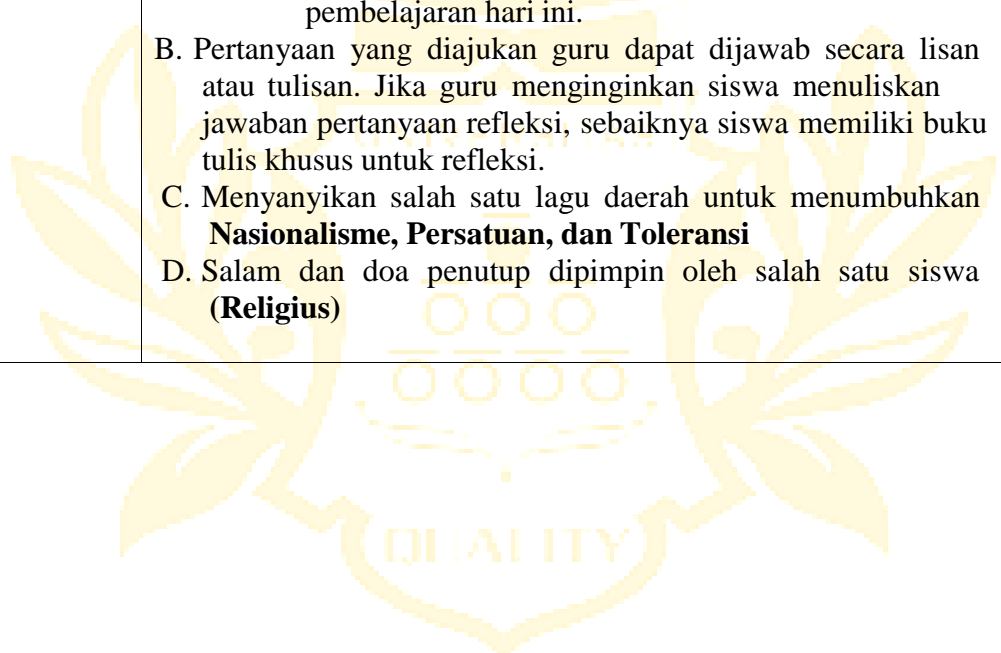 pembelajaran hari ini.
B. Pertanyaan yang diajukan guru dapat dijawab secara lisan
atau tulisan. Jika guru menginginkan siswa menuliskan
jawaban pertanyaan refleksi, sebaiknya siswa memiliki buku
tulis khusus untuk refleksi.
C. Menyanyikan salah satu lagu daerah untuk menumbuhkan
Nasionalisme, Persatuan, dan Toleransi
D. Salam dan doa penutup dipimpin oleh salah satu siswa
(Religius)
QUALITY